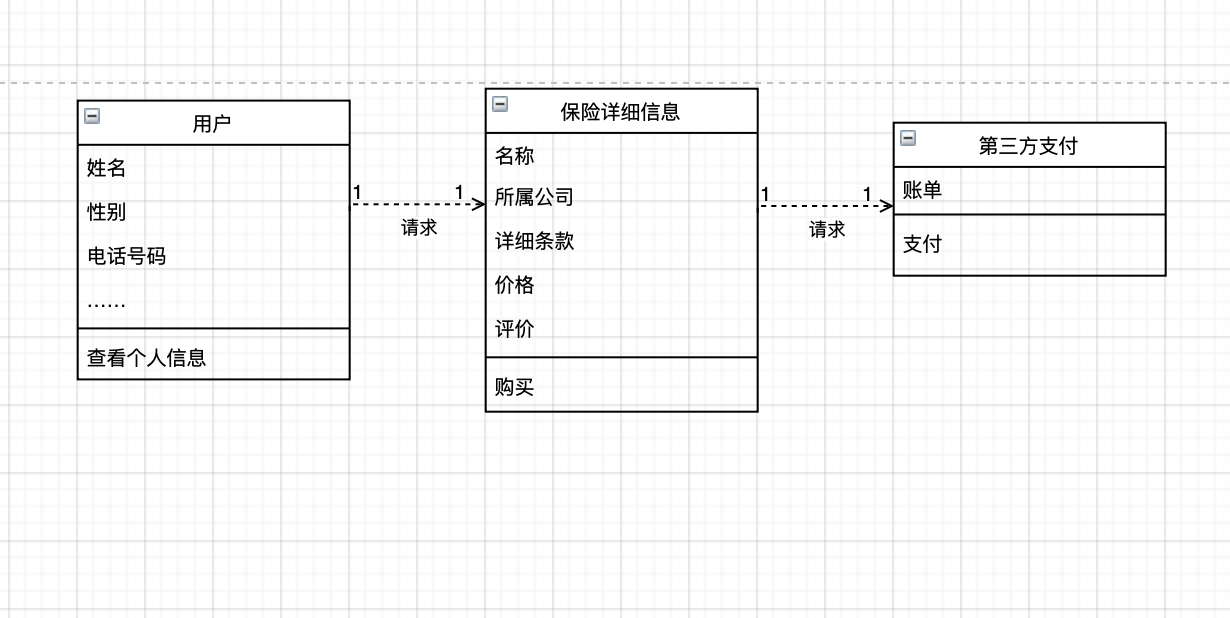 用户
姓名
性别
电话号码
……
查看个人信息
1
1
请求
保险详细信息
名称
所属公司
详细条款
价格
评价
购买
1
1
请求
第三方支付
账单
支付